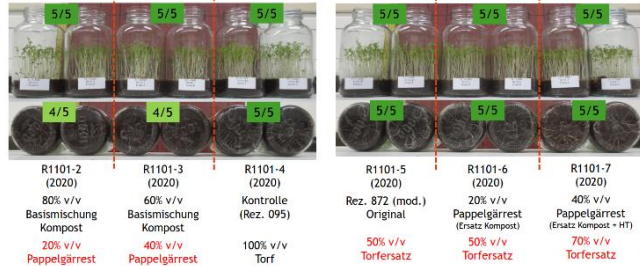 5/5
5/5
5/5
5/5
5/5
5/5
4/5
4/5
5/5
5/5
5/5
5/5
R1101-2
(2020)
80% v/v
Basismischung
Kompost
20% v/v
Pappelgärrest
R1101-3
(2020)
60% v/v
Basismischung
Kompost
40% v/v
Pappelgärrest
R1101-4
(2020)
Kontrolle
(Rez. 095)
100% v/v
Torf
R1101-5
(2020)
Rez. 872 (mod.)
Original
50% v/v
Torfersatz
R1101-6
(2020)
20% v/v
Pappelgärrest
(Ersatz Kompost)
50% v/v
Torfersatz
R1101-7
(2020)
40% v/v
Pappelgärrest
(Ersatz Kompost + HT)
70% v/v
Torfersatz